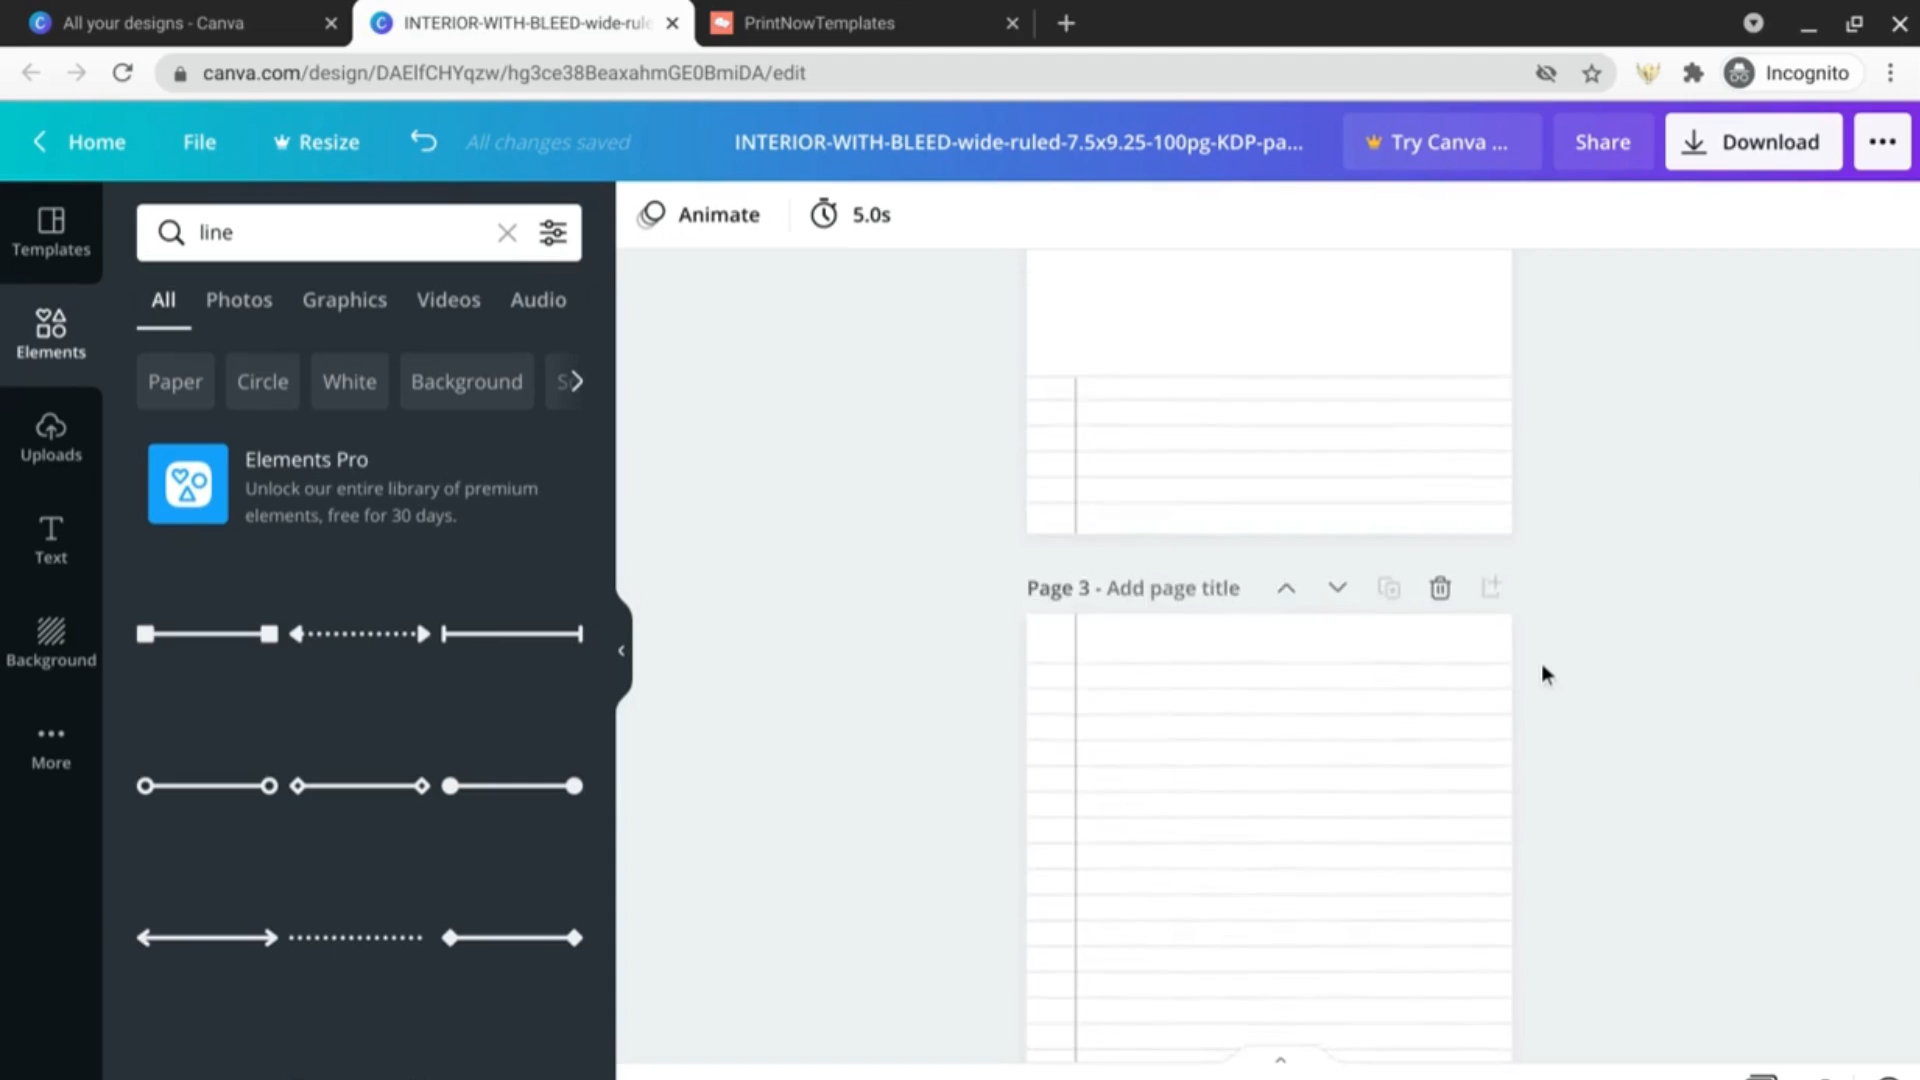 All your designs - Canva
INTERIOR-WITH-BLEED-wide-rule
PrintNowTemplates
canva.com/design/DAElfCHYqzw/hg3ce38BeaxahmGE0BmiDA/edit
Incognito
Home
File
Resize
All changes saved
INTERIOR-WITH-BLEED-wide-ruled-7.5x9.25-100pg-KDP-pa...
Try Canva ...
Share
Download
Templates
Elements
Uploads
Text
Background
More
line
All
Photos
Graphics
Videos
Audio
Paper
Circle
White
Background
Elements Pro
Unlock our entire library of premium
elements, free for 30 days.
Animate
5.0s
Page 3 - Add page title